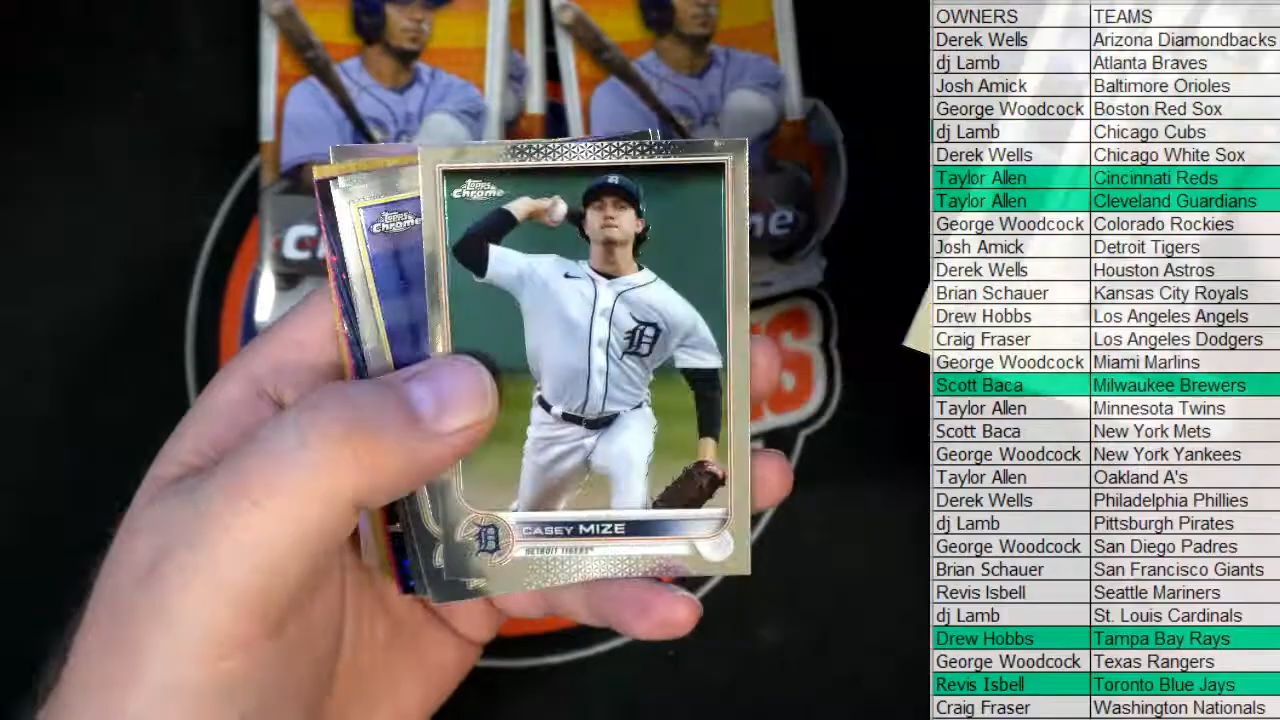 Topps
Chrome
Topps
Chrome
D
CASEY MIZE
DETROIT TIGERS
OWNERS TEAMS
Derek Wells Arizona Diamondbacks
dj Lamb Atlanta Braves
Josh Amick Baltimore Orioles
George Woodcock Boston Red Sox
dj Lamb Chicago Cubs
Derek Wells Chicago White Sox
Taylor Allen Cincinnati Reds
Taylor Allen Cleveland Guardians
George Woodcock Colorado Rockies
Josh Amick Detroit Tigers
Derek Wells Houston Astros
Brian Schauer Kansas City Royals
Drew Hobbs Los Angeles Angels
Craig Fraser Los Angeles Dodgers
George Woodcock Miami Marlins
Scott Baca Milwaukee Brewers
Taylor Allen Minnesota Twins
Scott Baca New York Mets
George Woodcock New York Yankees
Taylor Allen Oakland A's
Derek Wells Philadelphia Phillies
dj Lamb Pittsburgh Pirates
George Woodcock San Diego Padres
Brian Schauer San Francisco Giants
Revis Isbell Seattle Mariners
dj Lamb St. Louis Cardinals
Drew Hobbs Tampa Bay Rays
George Woodcock Texas Rangers
Revis Isbell Toronto Blue Jays
Craig Fraser Washington Nationals